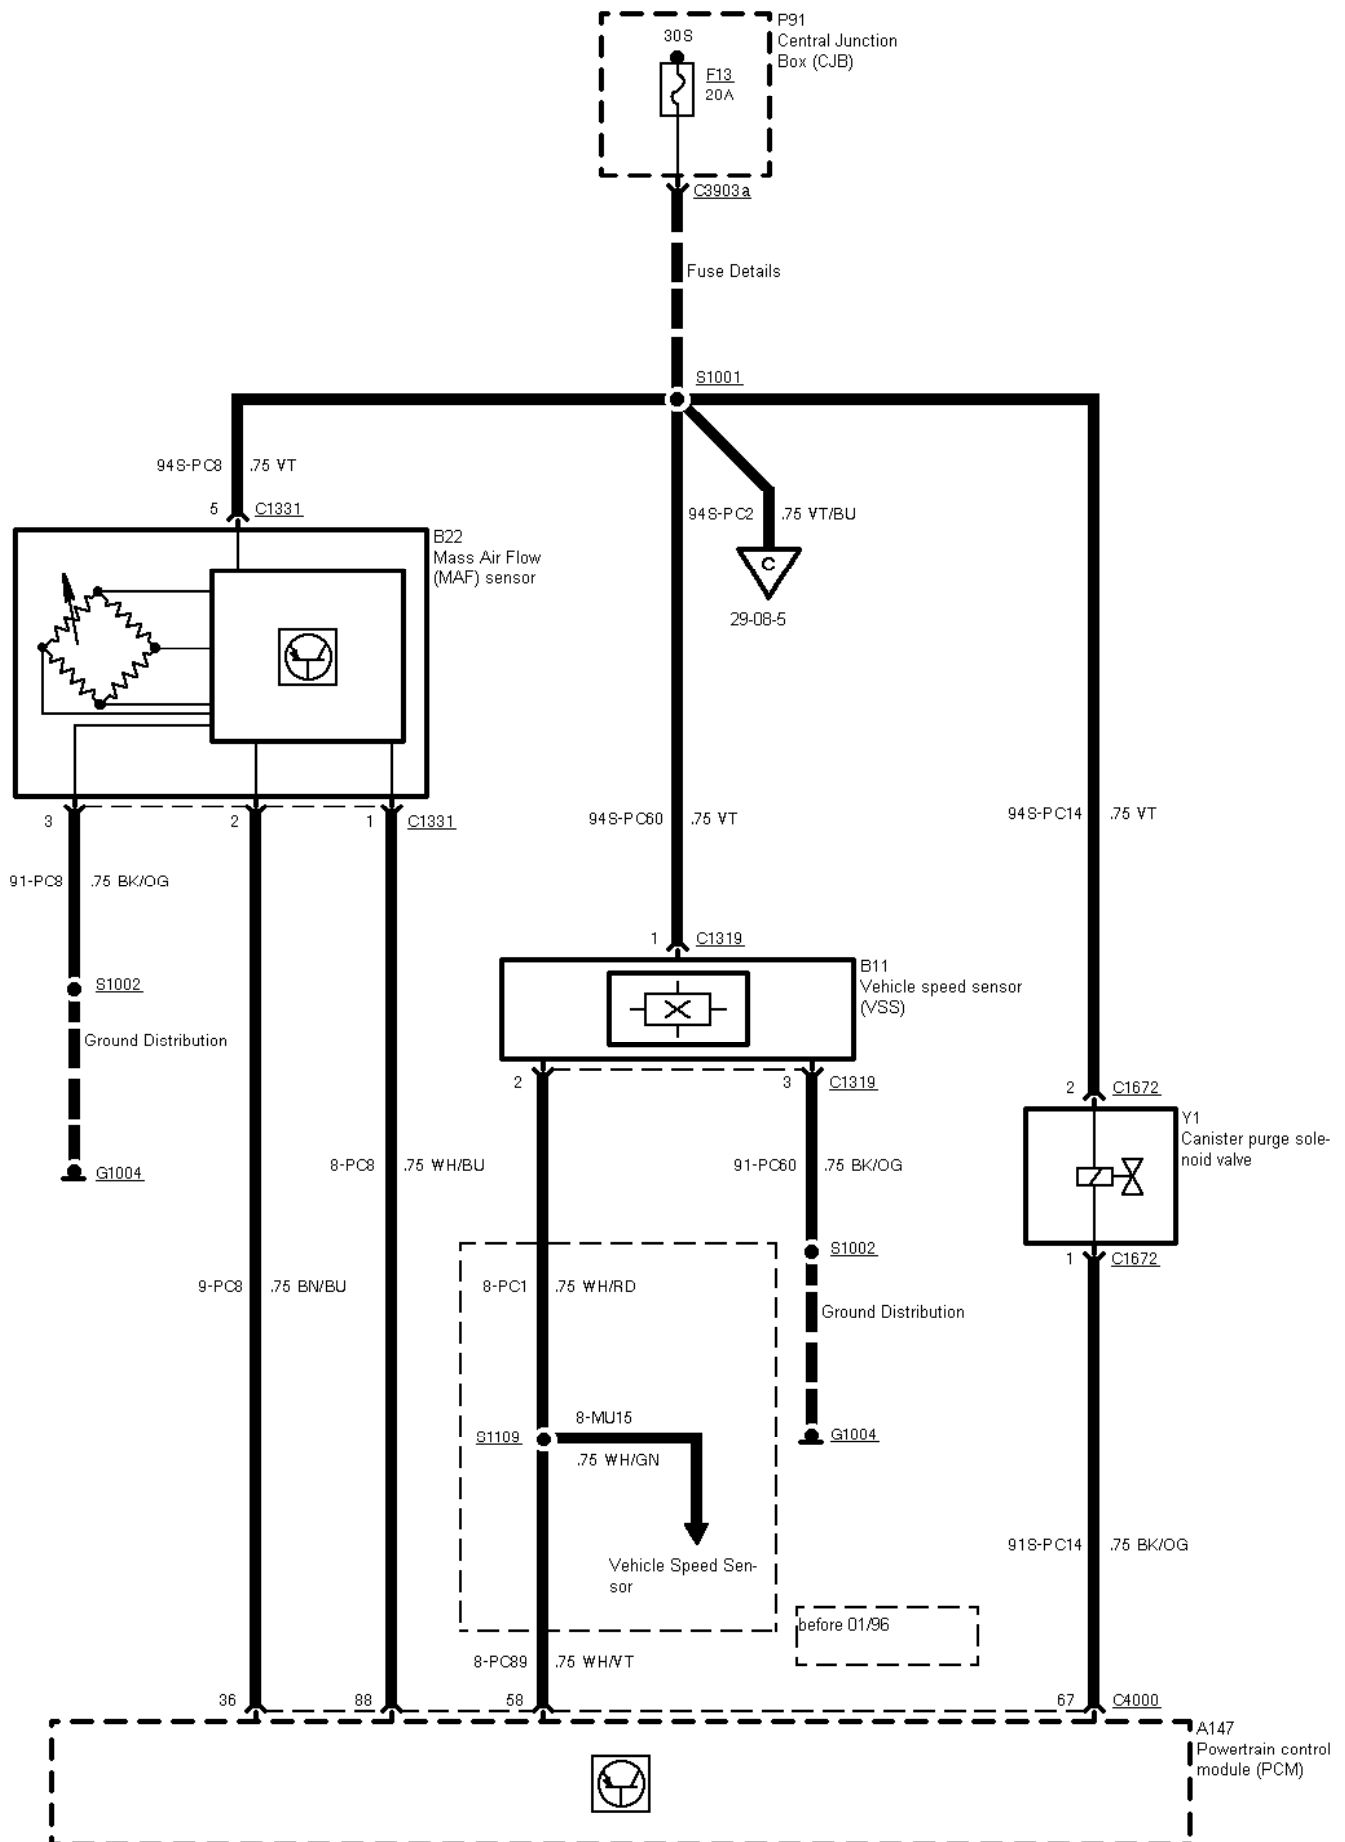 P91
Central Junction
Box (CJB)
30S
F13
20A
C3903a
Fuse Details
S1001
94S-PC8 .75 VT
5 C1331
94S-PC2 .75 VT/BU
B22
Mass Air Flow
(MAF) sensor
C
29-08-5
94S-PC60 .75 VT
94S-PC14 .75 VT
3 2 1 C1331
91-PC8 .75 BK/OG
1 C1319
B11
Vehicle speed sensor
(VSS)
S1002
Ground Distribution
2 3 C1319
2 C1672
Y1
Canister purge sole-
noid valve
G1004
8-PC8 .75 WH/BU
91-PC60 .75 BK/OG
S1002
1 C1672
9-PC8 .75 BN/BU
8-PC1 .75 WH/RD
Ground Distribution
8-MU15
S1109
.75 WH/GN
G1004
91S-PC14 .75 BK/OG
Vehicle Speed Sen-
sor
before 01/96
8-PC89 .75 WH/VT
36 88 58 67 C4000
A147
Powertrain control
module (PCM)